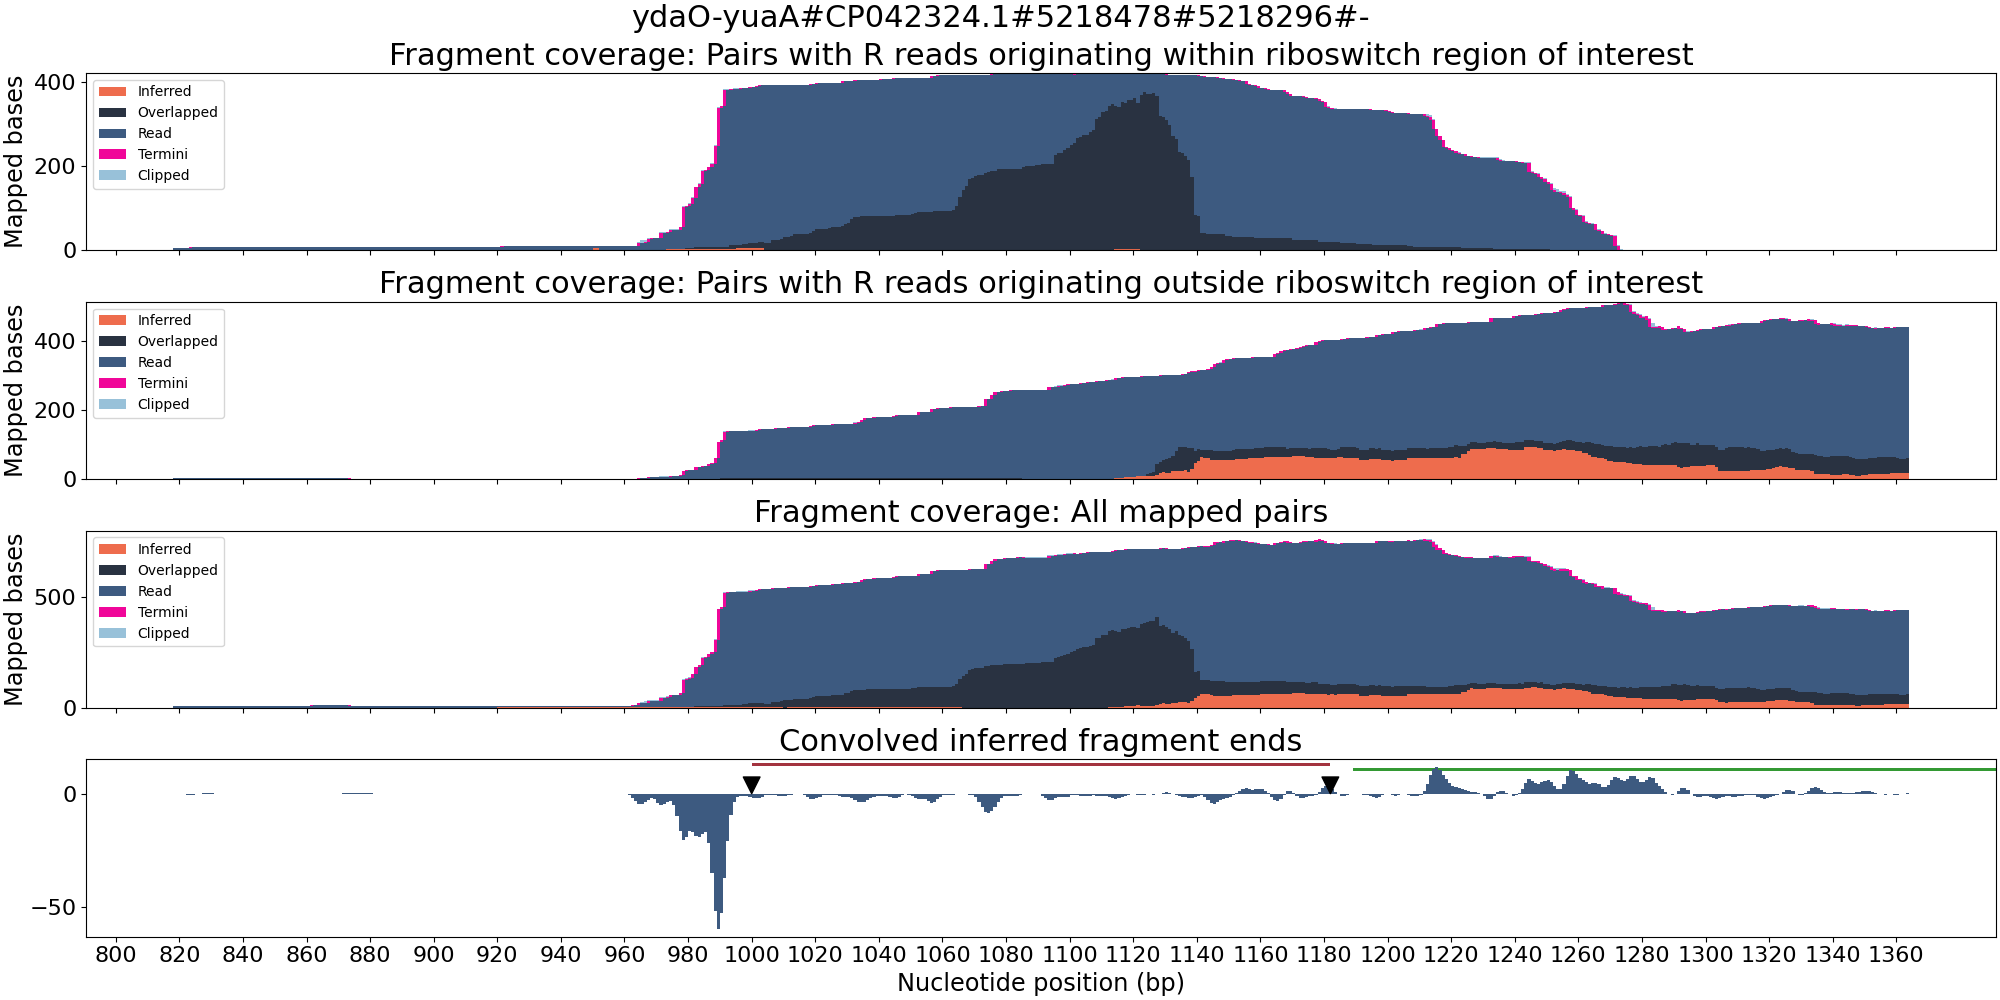 ydaO-yuaA#CP042324.1#5218478#5218296#-
Fragment coverage: Pairs with R reads originating within riboswitch region of interest
Mapped bases
400
200
0
Inferred
Overlapped
Read
Termini
Clipped
Fragment coverage: Pairs with R reads originating outside riboswitch region of interest
Mapped bases
400
200
0
Inferred
Overlapped
Read
Termini
Clipped
Fragment coverage: All mapped pairs
Mapped bases
500
0
Inferred
Overlapped
Read
Termini
Clipped
Convolved inferred fragment ends
0
−50
800 820 840 860 880 900 920 940 960 980 1000 1020 1040 1060 1080 1100 1120 1140 1160 1180 1200 1220 1240 1260 1280 1300 1320 1340 1360
Nucleotide position (bp)